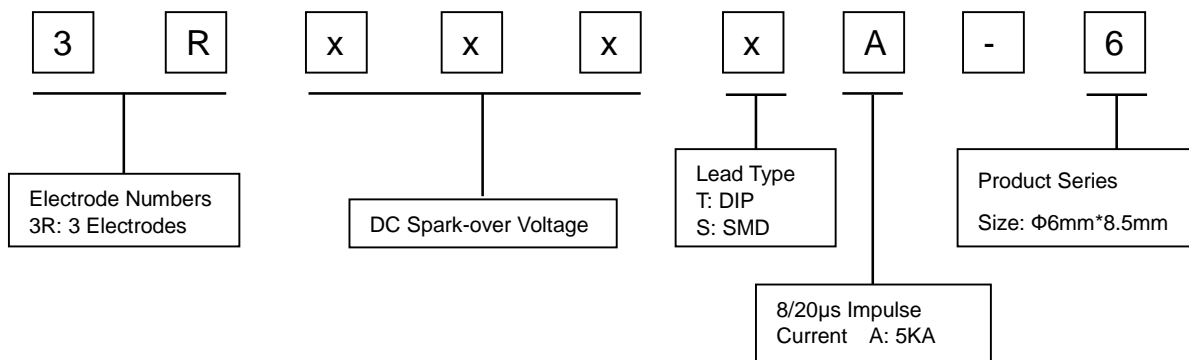 3 R x x x x A - 6
Electrode Numbers
3R: 3 Electrodes
DC Spark-over Voltage
Lead Type
T: DIP
S: SMD
Product Series
Size: Φ6mm*8.5mm
8/20μs Impulse
Current A: 5KA